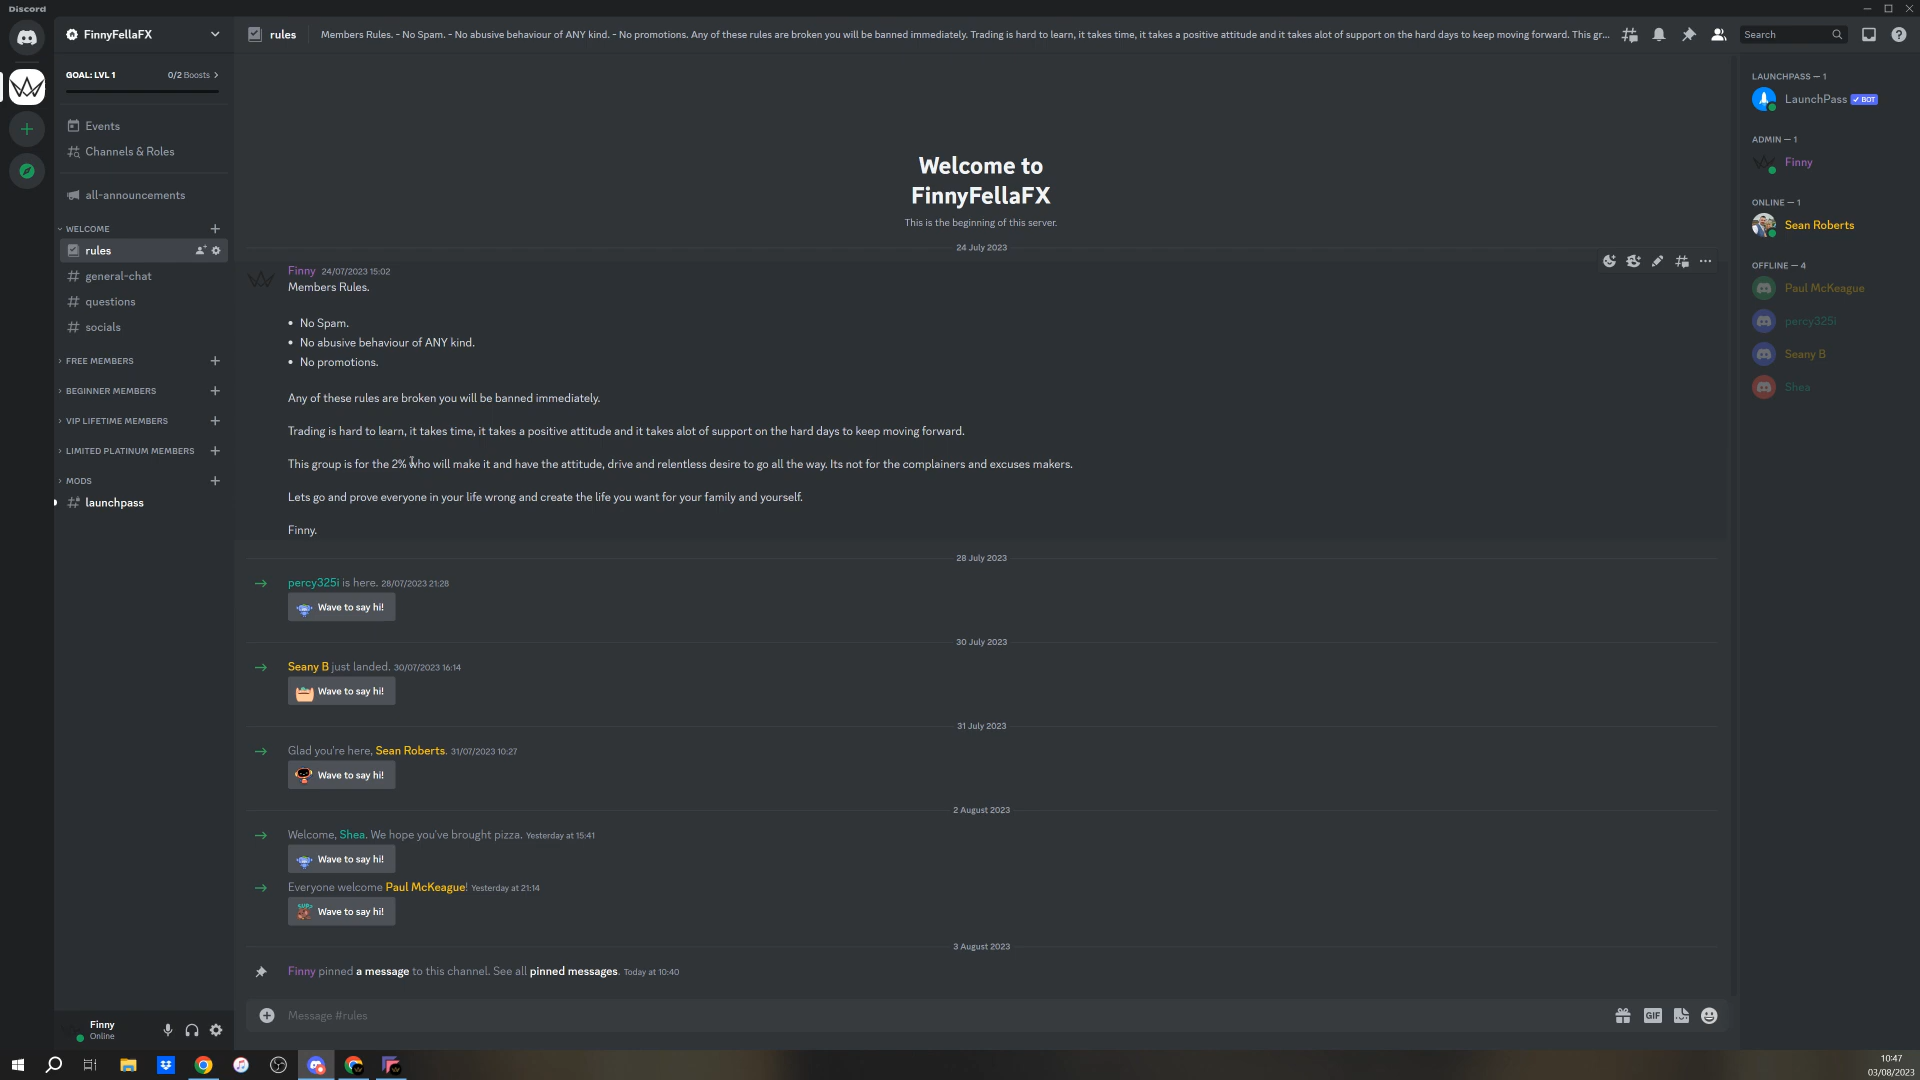 Discord
FinnyFellaFX
rules
Members Rules. - No Spam. - No abusive behaviour of ANY kind. - No promotions. Any of these rules are broken you will be banned immediately. Trading is hard to learn, it takes time, it takes a positive attitude and it takes alot of support on the hard days to keep moving forward. This gr...
Search
GOAL: LVL 1
0/2 Boosts
Events
Channels & Roles
all-announcements
WELCOME
rules
general-chat
questions
socials
FREE MEMBERS
BEGINNER MEMBERS
VIP LIFETIME MEMBERS
LIMITED PLATINUM MEMBERS
MODS
launchpass
Finny
Online
Welcome to
FinnyFellaFX
This is the beginning of this server.
24 July 2023
Finny 24/07/2023 15:02
Members Rules.
• No Spam.
• No abusive behaviour of ANY kind.
• No promotions.
Any of these rules are broken you will be banned immediately.
Trading is hard to learn, it takes time, it takes a positive attitude and it takes alot of support on the hard days to keep moving forward.
This group is for the 2% who will make it and have the attitude, drive and relentless desire to go all the way. Its not for the complainers and excuses makers.
Lets go and prove everyone in your life wrong and create the life you want for your family and yourself.
Finny.
28 July 2023
percy325i is here. 28/07/2023 21:28
Wave to say hi!
30 July 2023
Seany B just landed. 30/07/2023 16:14
Wave to say hi!
31 July 2023
Glad you're here, Sean Roberts. 31/07/2023 10:27
Wave to say hi!
2 August 2023
Welcome, Shea. We hope you've brought pizza. Yesterday at 15:41
Wave to say hi!
Everyone welcome Paul McKeague! Yesterday at 21:14
Wave to say hi!
3 August 2023
Finny pinned a message to this channel. See all pinned messages. Today at 10:40
Message #rules
GIF
LAUNCHPASS — 1
LaunchPass ✓ BOT
ADMIN — 1
Finny
ONLINE — 1
Sean Roberts
OFFLINE — 4
Paul McKeague
percy325i
Seany B
Shea
10:47
03/08/2023